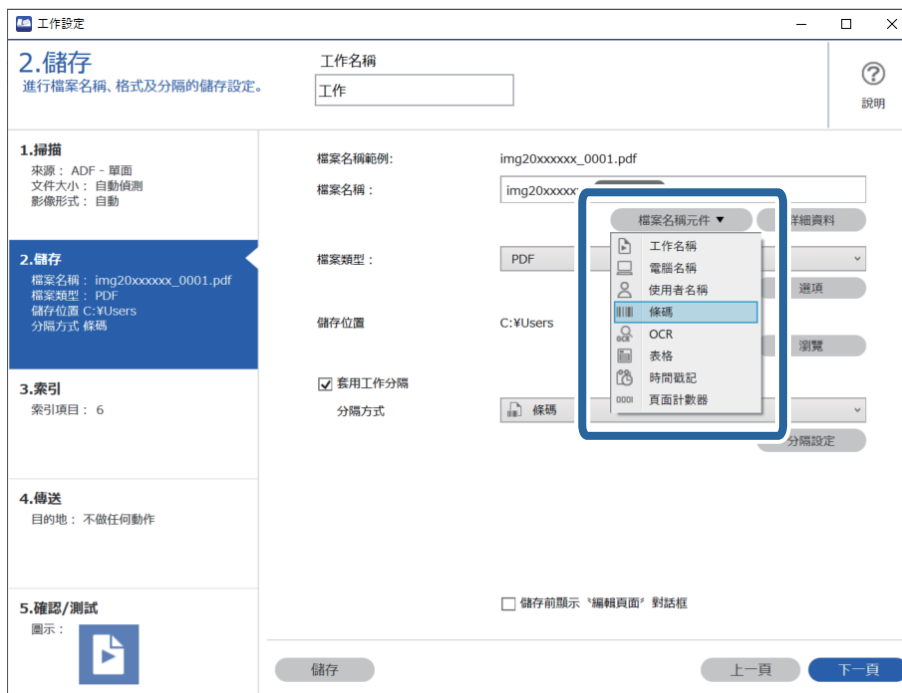 工作設定
2.儲存
進行檔案名稱、格式及分隔的儲存設定。
工作名稱
工作
說明
1.掃描
來源： ADF - 單面
文件大小： 自動偵測
影像形式： 自動
2.儲存
檔案名稱： img20xxxxxx_0001.pdf
檔案類型： PDF
儲存位置 C:¥Users
分隔方式 條碼
3.索引
索引項目： 6
4.傳送
目的地： 不做任何動作
5.確認/測試
圖示：
檔案名稱範例:
img20xxxxxx_0001.pdf
檔案名稱：
img20xxxxx
檔案名稱元件 ▼
詳細資料
工作名稱
電腦名稱
使用者名稱
條碼
OCR
表格
時間戳記
頁面計數器
檔案類型：
PDF
選項
儲存位置
C:¥Users
瀏覽
套用工作分隔
分隔方式
條碼
分隔設定
儲存前顯示〝編輯頁面〞對話框
儲存
上一頁
下一頁